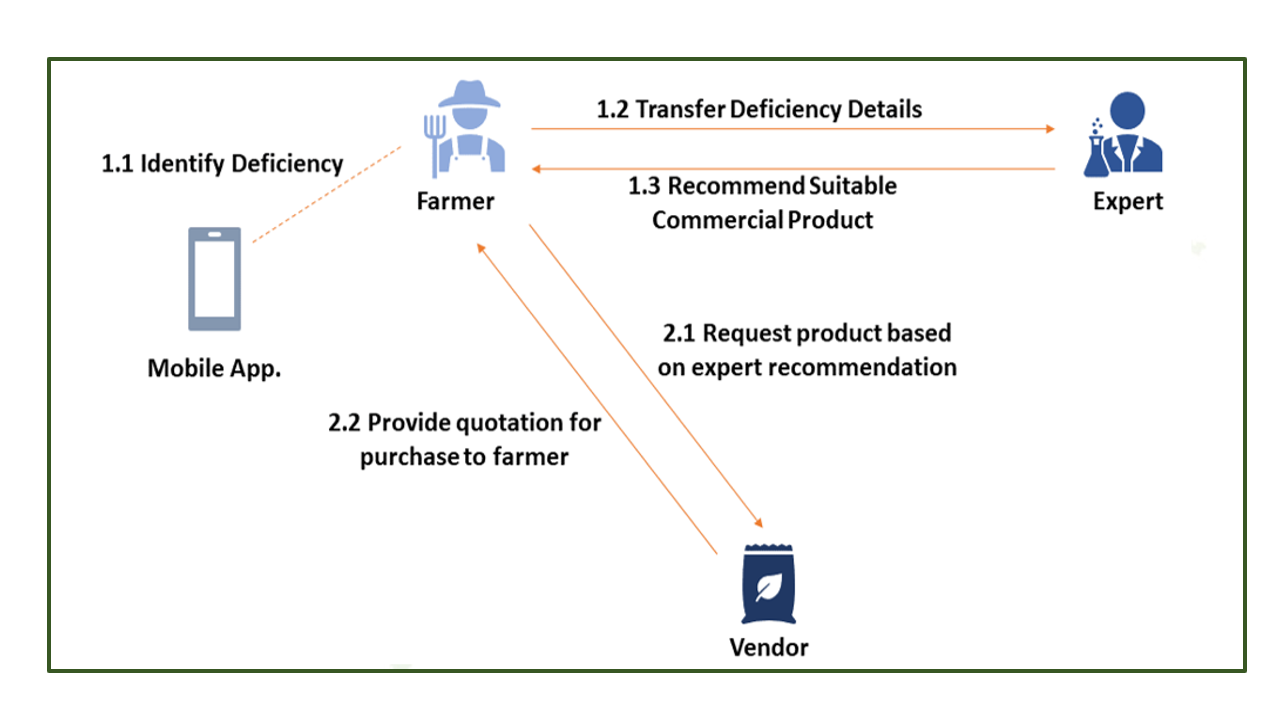 1.2 Transfer Deficiency Details
1.1 Identify Deficiency
1.3 Recommend Suitable
Commercial Product
Farmer
Expert
2.1 Request product based
on expert recommendation
Mobile App.
2.2 Provide quotation for
purchase to farmer
Vendor